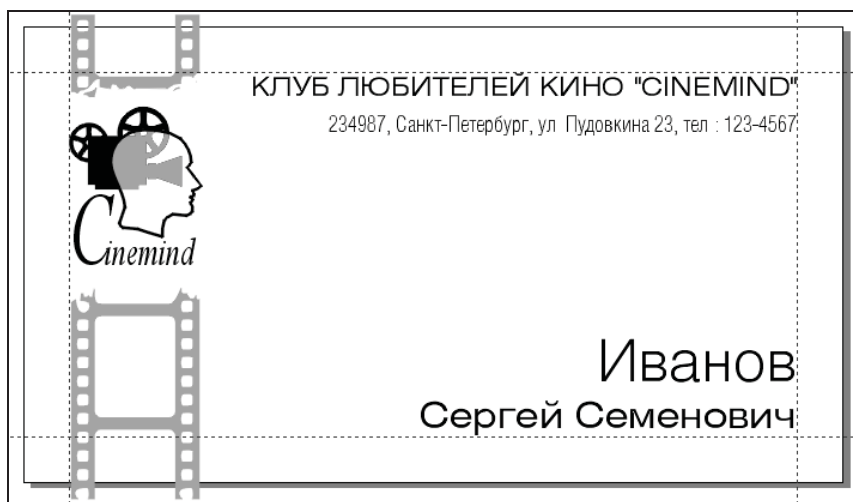 КЛУБ ЛЮБИТЕЛЕЙ КИНО "CINEMIND"
234987, Санкт-Петербург, ул Пудовкина 23, тел : 123-4567
Cinemind
Иванов
Сергей Семенович